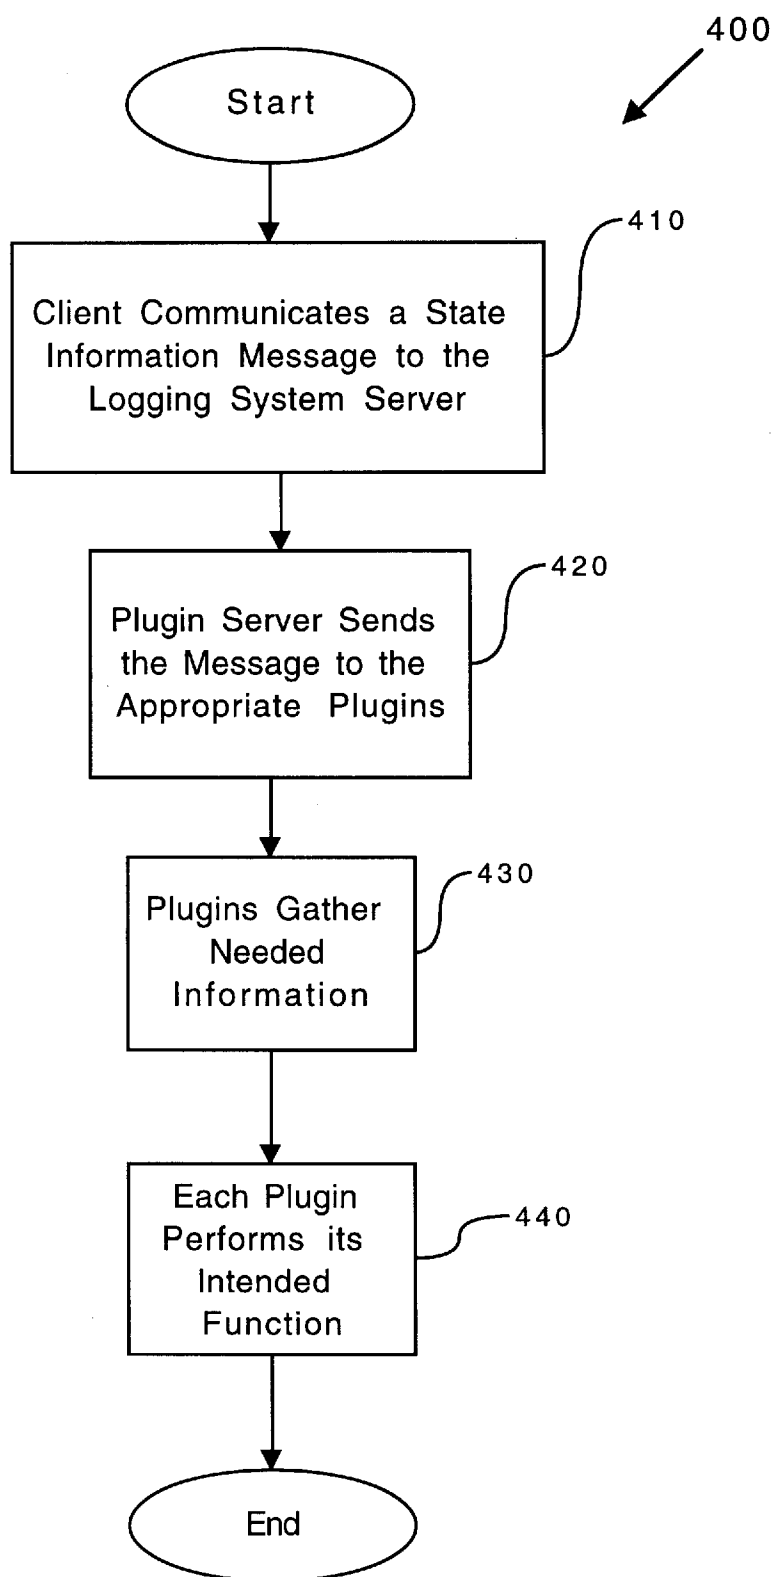 400
Start
410
Client Communicates a State
Information Message to the
Logging System Server
420
Plugin Server Sends
the Message to the
Appropriate Plugins
430
Plugins Gather
Needed
Information
440
Each Plugin
Performs its
Intended
Function
End